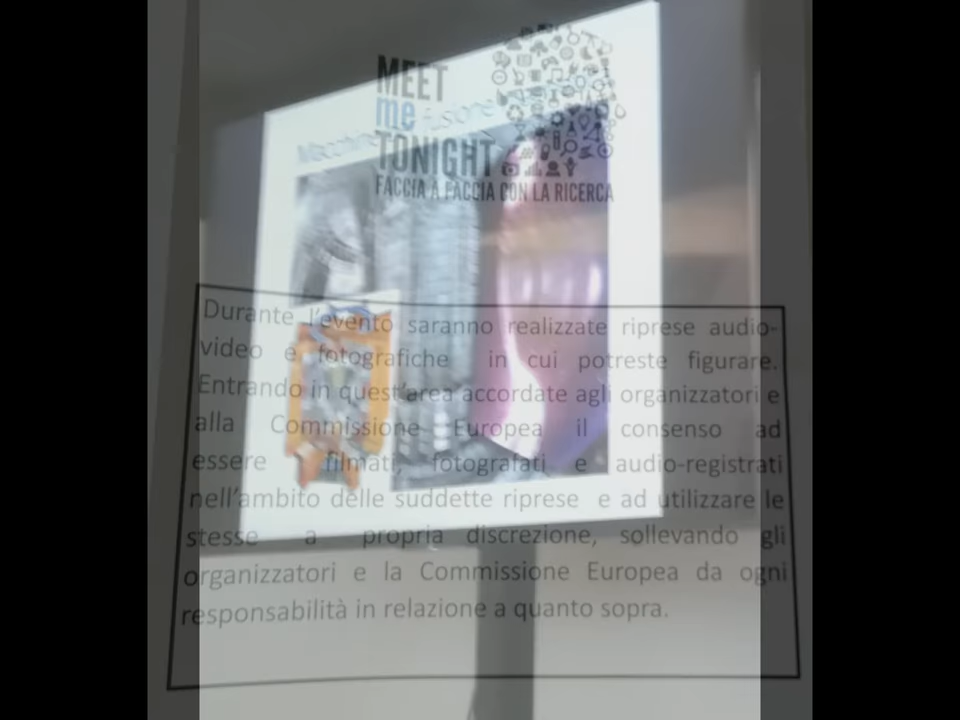 MEET
me
TONIGHT
FACCIA A FACCIA CON LA RICERCA
Macchine Fusione
Durante l'evento saranno realizzate riprese audio-
video e fotografiche in cui potreste figurare.
Entrando in quest'area accordate agli organizzatori e
alla Commissione Europea il consenso ad
essere filmati, fotografati e audio-registrati
nell'ambito delle suddette riprese e ad utilizzare le
stesse a propria discrezione, sollevando gli
organizzatori e la Commissione Europea da ogni
responsabilità in relazione a quanto sopra.